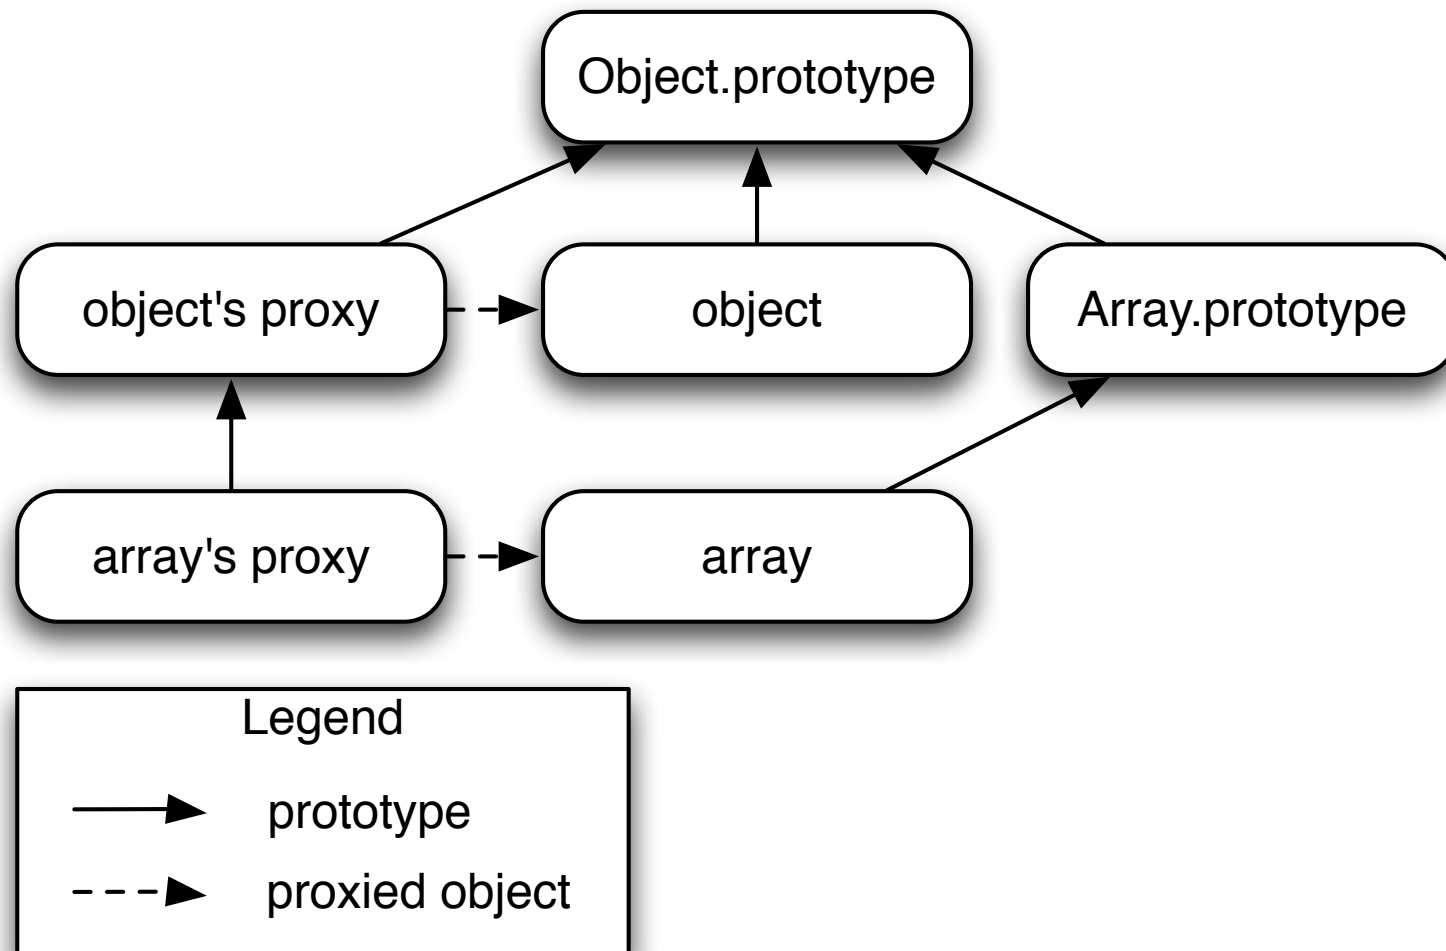 Object.prototype
object's proxy
object
Array.prototype
array's proxy
array
Legend
prototype
proxied object